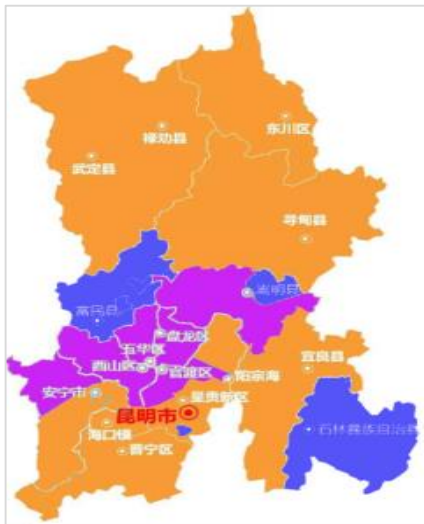 东川区
禄劝县
武定县
寻甸县
嵩明县
富民县
盘龙区
五华区
西山区
官渡区
宜良县
阳宗海
安宁市
呈贡新区
昆明市
海口镇
晋宁区
石林彝族自治县